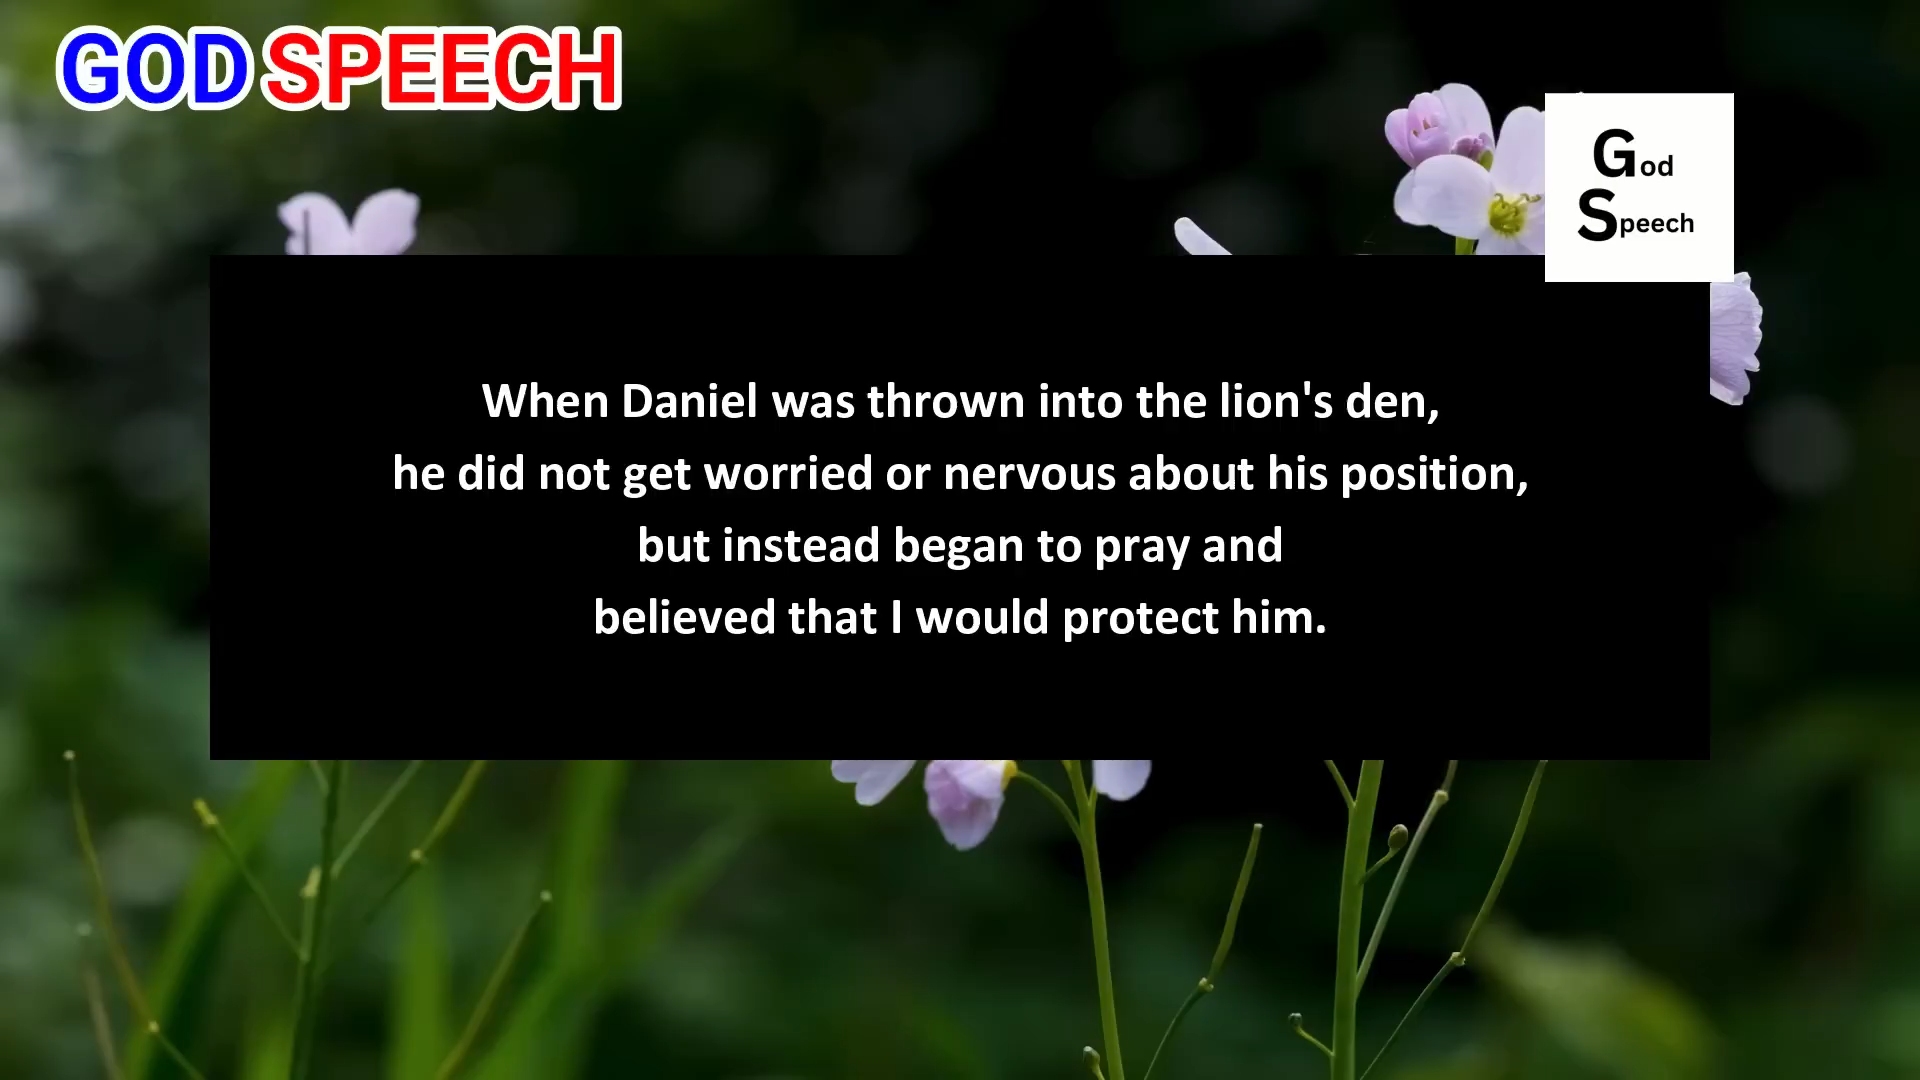 GOD SPEECH
God
Speech
When Daniel was thrown into the lion's den,
he did not get worried or nervous about his position,
but instead began to pray and
believed that I would protect him.